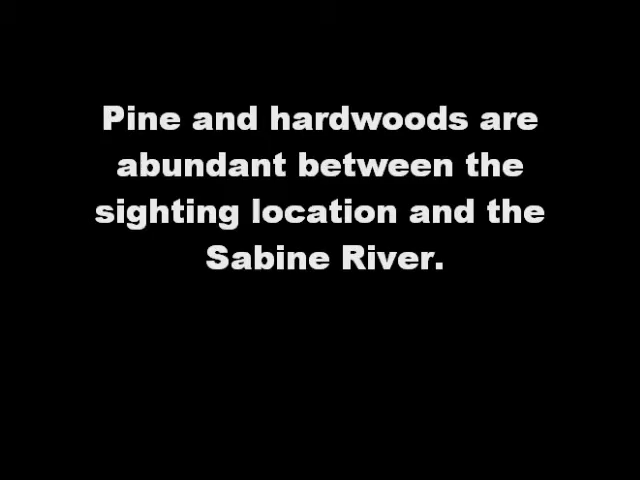 Pine and hardwoods are
abundant between the
sighting location and the
Sabine River.